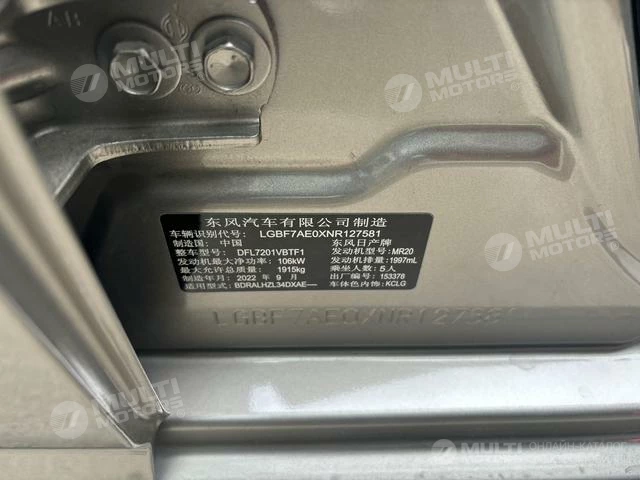 AB
MULTI
MOTORS
MULTI
MOTORS
东风汽车有限公司制造
车辆识别代号: LGBF7AE0XNR127581
制造国: 中国 东风日产牌
整车型号: DFL7201VBTF1 发动机型号: MR20
发动机最大净功率: 106kW 发动机排量: 1997mL
最大允许总质量: 1915kg 乘坐人数: 5人
制造年月: 2022 年 9 月 出厂编号: 153378
适用型式: BDRALHZL34DXAE— 车体色内饰: KCLG
LGBF7AE0XNR12758
MULTI
MOTORS
MULTI
ОНЛАЙН-КАТАЛОГ